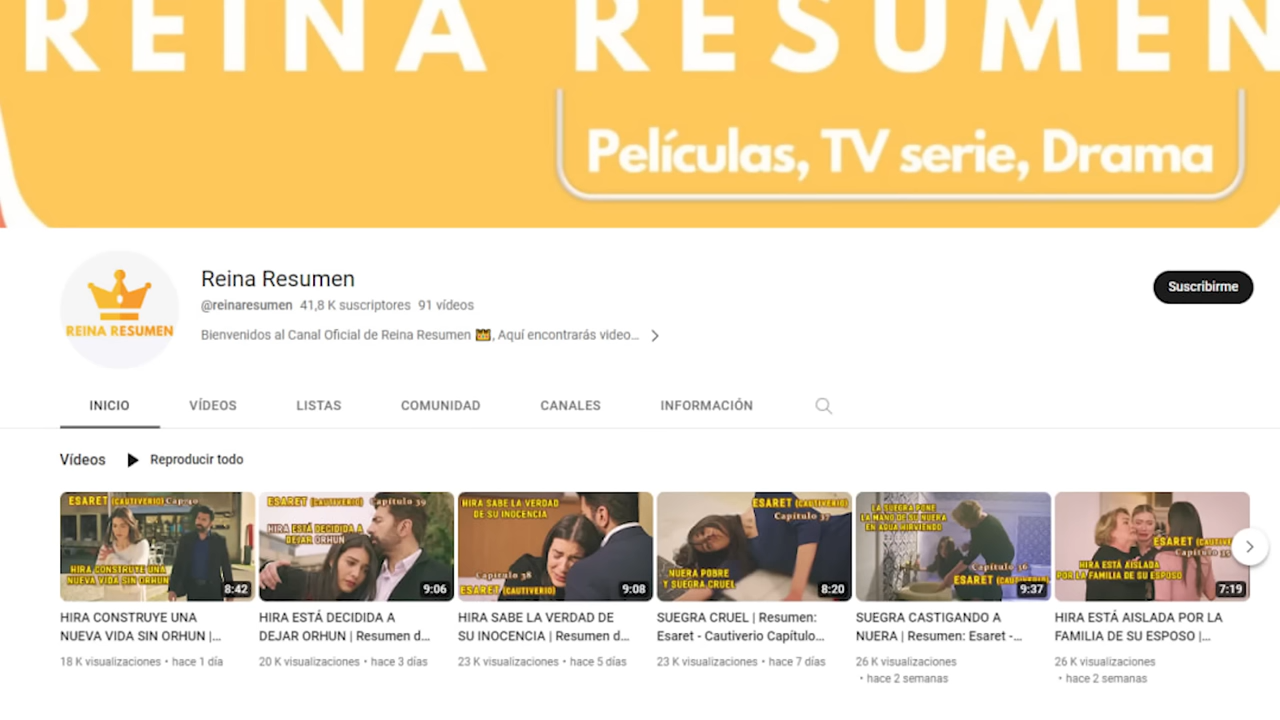 REINA RESUMEN
Películas, TV serie, Drama
REINA RESUMEN
Reina Resumen
@reinaresumen 41,8 K suscriptores 91 vídeos
Bienvenidos al Canal Oficial de Reina Resumen 👑, Aquí encontrarás video...
Suscribirme
INICIO VÍDEOS LISTAS COMUNIDAD CANALES INFORMACIÓN
Vídeos Reproducir todo
ESARET (CAUTIVERIO) Cap.40
HIRA CONSTRUYE UNA
NUEVA VIDA SIN ORHUN
8:42
HIRA CONSTRUYE UNA
NUEVA VIDA SIN ORHUN |...
18 K visualizaciones • hace 1 día
ESARET (CAUTIVERIO) Capítulo 39
HIRA ESTÁ DECIDIDA A
DEJAR ORHUN
9:06
HIRA ESTÁ DECIDIDA A
DEJAR ORHUN | Resumen d...
20 K visualizaciones • hace 3 días
HIRA SABE LA VERDAD
DE SU INOCENCIA
Capítulo 38
ESARET (CAUTIVERIO)
9:08
HIRA SABE LA VERDAD DE
SU INOCENCIA | Resumen d...
23 K visualizaciones • hace 5 días
ESARET (CAUTIVERIO)
Capítulo 37
NUERA POBRE
Y SUEGRA CRUEL
8:20
SUEGRA CRUEL | Resumen:
Esaret - Cautiverio Capítulo...
23 K visualizaciones • hace 7 días
LA SUEGRA PONE
LA MANO DE SU NUERA
EN AGUA HIRVIENDO
Capítulo 36
ESARET (CAUTIVERIO)
9:37
SUEGRA CASTIGANDO A
NUERA | Resumen: Esaret -...
26 K visualizaciones
• hace 2 semanas
ESARET (CAUTIVE
Capítulo 35
HIRA ESTÁ AISLADA
POR LA FAMILIA DE SU ESPOSO
7:19
HIRA ESTÁ AISLADA POR LA
FAMILIA DE SU ESPOSO |...
26 K visualizaciones
• hace 2 semanas